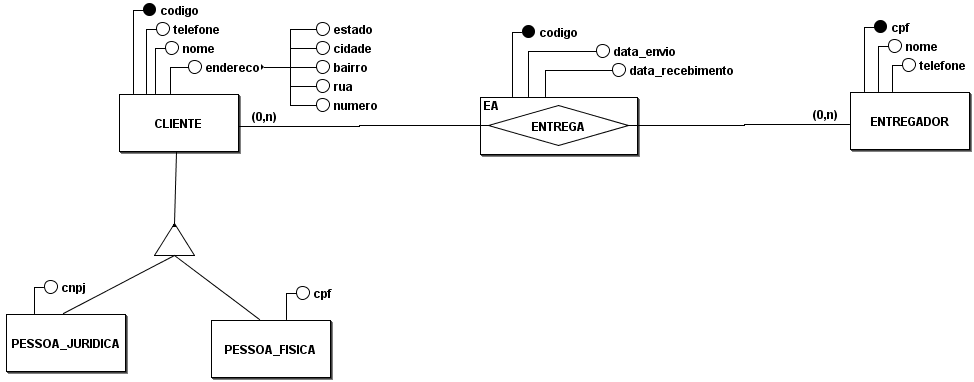 codigo
telefone
nome
endereco
estado
cidade
bairro
rua
numero
CLIENTE
(0,n)
codigo
data_envio
data_recebimento
EA
ENTREGA
(0,n)
cpf
nome
telefone
ENTREGADOR
cnpj
PESSOA_JURIDICA
cpf
PESSOA_FISICA